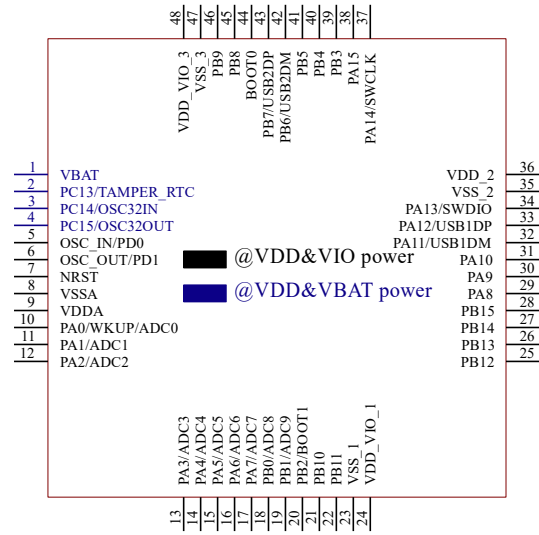 48
47
46
45
44
43
42
41
40
39
38
37
VDD_VIO_3
VSS_3
PB9
PB8
BOOT0
PB7/USB2DP
PB6/USB2DM
PB5
PB4
PB3
PA15
PA14/SWCLK
1 VBAT
2 PC13/TAMPER_RTC
3 PC14/OSC32IN
4 PC15/OSC32OUT
5 OSC_IN/PD0
6 OSC_OUT/PD1
7 NRST
8 VSSA
9 VDDA
10 PA0/WKUP/ADC0
11 PA1/ADC1
12 PA2/ADC2
@VDD&VIO power
@VDD&VBAT power
VDD_2 36
VSS_2 35
PA13/SWDIO 34
PA12/USB1DP 33
PA11/USB1DM 32
PA10 31
PA9 30
PA8 29
PB15 28
PB14 27
PB13 26
PB12 25
PA3/ADC3
PA4/ADC4
PA5/ADC5
PA6/ADC6
PA7/ADC7
PB0/ADC8
PB1/ADC9
PB2/BOOT1
PB10
PB11
VSS_1
VDD_VIO_1
13
14
15
16
17
18
19
20
21
22
23
24